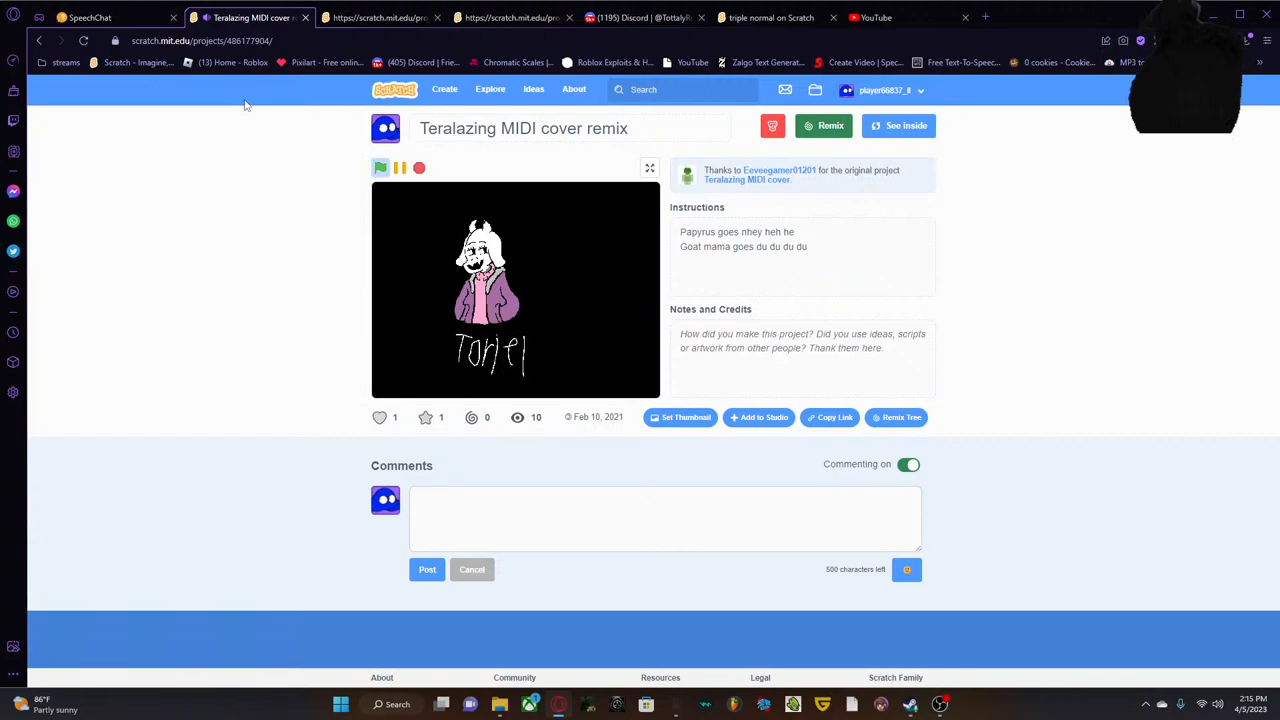 SpeechChat
Teralazing MIDI cover r
https://scratch.mit.edu/pro
https://scratch.mit.edu/pro
(1195) Discord | @TottalyRo
triple normal on Scratch
YouTube
scratch.mit.edu/projects/486177904/
streams
Scratch - Imagine,...
(13) Home - Roblox
Pixilart - Free onlin...
(405) Discord | Frie...
Chromatic Scales |...
Roblox Exploits & H...
YouTube
Zalgo Text Generat...
Create Video | Spec...
Free Text-To-Speec...
0 cookies - Cookie...
MP3 to
SCRATCH
Create
Explore
Ideas
About
Search
player66837_ll
Teralazing MIDI cover remix
Remix
See inside
Thanks to Eeveegamer01201 for the original project
Teralazing MIDI cover.
Instructions
Papyrus goes nhey heh he
Goat mama goes du du du du
Torjel
Notes and Credits
How did you make this project? Did you use ideas, scripts
or artwork from other people? Thank them here.
1
1
0
10
© Feb 10, 2021
Set Thumbnail
Add to Studio
Copy Link
Remix Tree
Comments
Commenting on
Post
Cancel
500 characters left
About
Community
Resources
Legal
Scratch Family
86°F
Partly sunny
Search
1
2:15 PM
4/5/2023